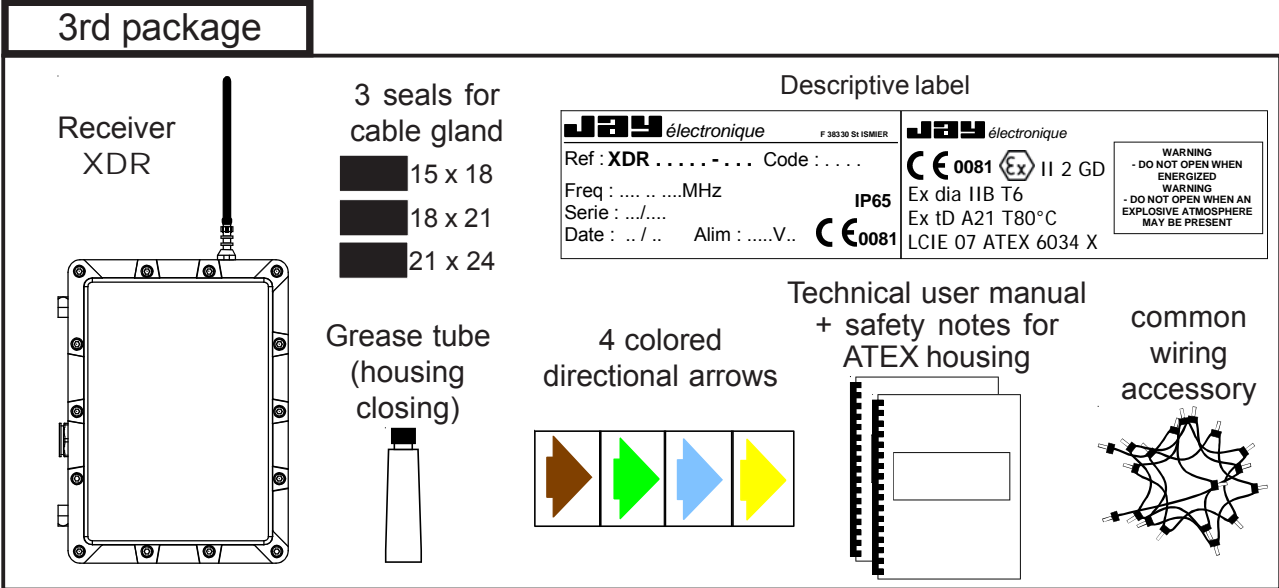 3rd package
Receiver
XDR
3 seals for
cable gland
15 x 18
18 x 21
21 x 24
Descriptive label
JAY électronique F 38330 St ISMIER
Ref : XDR . . . . . - . . . Code : . . . .
Freq : .... .. ....MHz
IP65
Serie : .../....
Date : .. / .. Alim : .....V.. CE 0081
JAY électronique
CE 0081 Ex II 2 GD
Ex dia IIB T6
Ex tD A21 T80°C
LCIE 07 ATEX 6034 X
WARNING
- DO NOT OPEN WHEN
ENERGIZED
WARNING
- DO NOT OPEN WHEN AN
EXPLOSIVE ATMOSPHERE
MAY BE PRESENT
Grease tube
(housing
closing)
4 colored
directional arrows
Technical user manual
+ safety notes for
ATEX housing
common
wiring
accessory